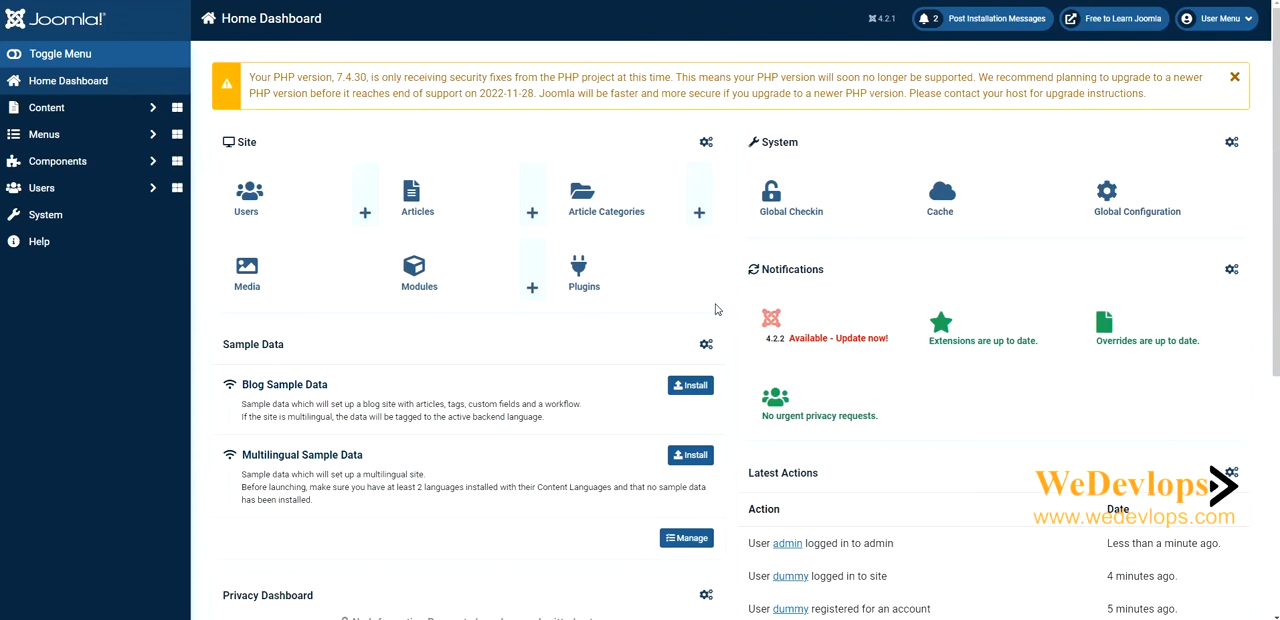 Joomla!®
Home Dashboard
4.2.1
2 Post Installation Messages
Free to Learn Joomla
User Menu
Toggle Menu
Home Dashboard
Content
Menus
Components
Users
System
Help
Your PHP version, 7.4.30, is only receiving security fixes from the PHP project at this time. This means your PHP version will soon no longer be supported. We recommend planning to upgrade to a newer
PHP version before it reaches end of support on 2022-11-28. Joomla will be faster and more secure if you upgrade to a newer PHP version. Please contact your host for upgrade instructions.
Site
Users
Articles
Article Categories
Media
Modules
Plugins
Sample Data
Blog Sample Data
Install
Sample data which will set up a blog site with articles, tags, custom fields and a workflow.
If the site is multilingual, the data will be tagged to the active backend language.
Multilingual Sample Data
Install
Sample data which will set up a multilingual site.
Before launching, make sure you have at least 2 languages installed with their Content Languages and that no sample data
has been installed.
Manage
Privacy Dashboard
System
Global Checkin
Cache
Global Configuration
Notifications
4.2.2 Available - Update now!
Extensions are up to date.
Overrides are up to date.
No urgent privacy requests.
Latest Actions
WeDevlops
www.wedevlops.com
Action Date
User admin logged in to admin Less than a minute ago.
User dummy logged in to site 4 minutes ago.
User dummy registered for an account 5 minutes ago.